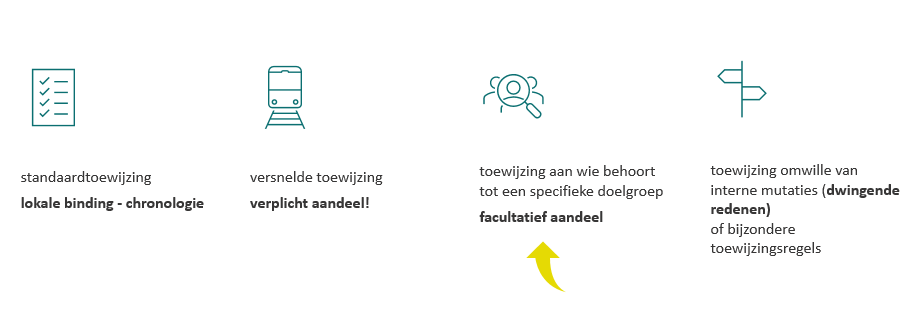 standaardtoewijzing
lokale binding - chronologie
versnelde toewijzing
verplicht aandeel!
toewijzing aan wie behoort
tot een specifieke doelgroep
facultatief aandeel
toewijzing omwille van
interne mutaties (dwingende
redenen)
of bijzondere
toewijzingsregels